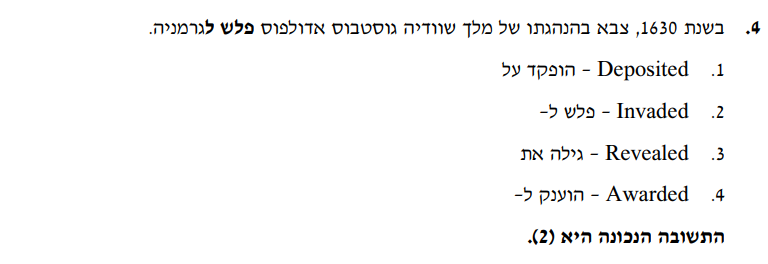 4. בשנת 1630, צבא בהנהגתו של מלך שוודיה גוסטבוס אדולפוס פלש לגרמניה.
1. Deposited – הופקד על
2. Invaded – פלש ל–
3. Revealed – גילה את
4. Awarded – הוענק ל–
התשובה הנכונה היא (2).